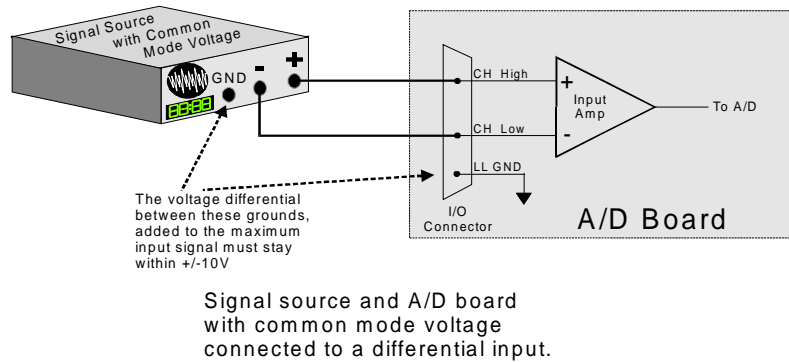 Signal Source
with Common
Mode Voltage
GND
-
+
88:88
CH High
CH Low
LL GND
+
-
Input
Amp
To A/D
I/O
Connector
A/D Board
The voltage differential
between these grounds,
added to the maximum
input signal must stay
within +/-10V
Signal source and A/D board
with common mode voltage
connected to a differential input.